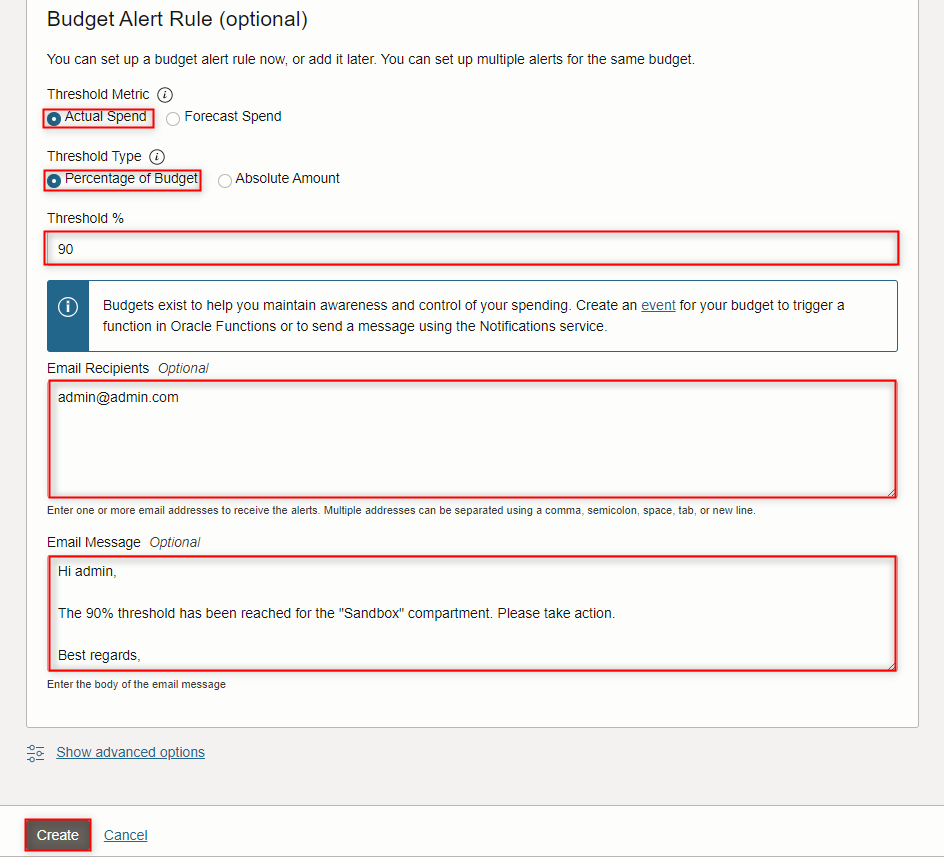 Budget Alert Rule (optional)
You can set up a budget alert rule now, or add it later. You can set up multiple alerts for the same budget.
Threshold Metric
Actual Spend Forecast Spend
Threshold Type
Percentage of Budget Absolute Amount
Threshold %
90
Budgets exist to help you maintain awareness and control of your spending. Create an event for your budget to trigger a
function in Oracle Functions or to send a message using the Notifications service.
Email Recipients Optional
admin@admin.com
Enter one or more email addresses to receive the alerts. Multiple addresses can be separated using a comma, semicolon, space, tab, or new line.
Email Message Optional
Hi admin,
The 90% threshold has been reached for the "Sandbox" compartment. Please take action.
Best regards,
Enter the body of the email message
Show advanced options
Create Cancel